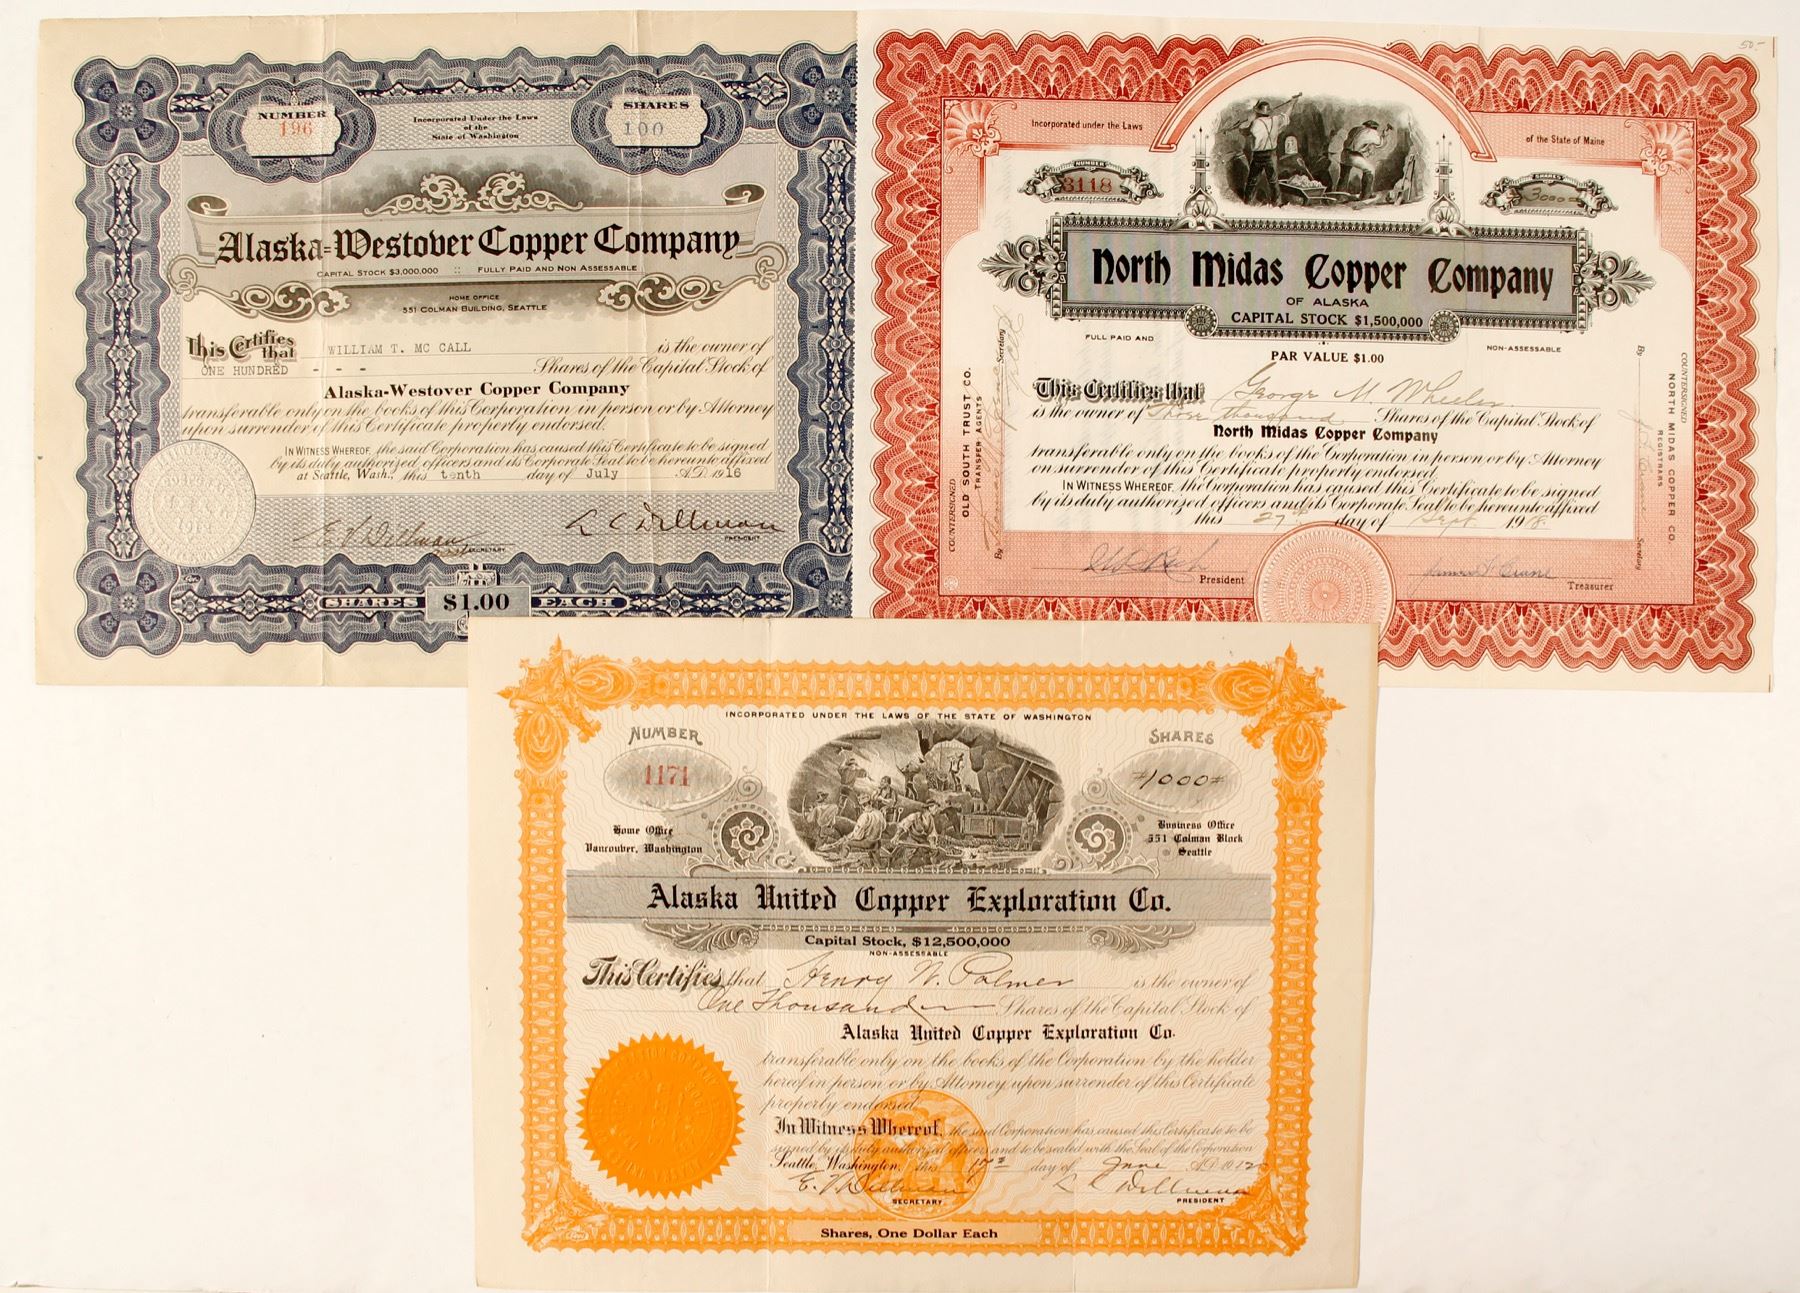 NUMBER
196
Incorporated Under the Laws
of the
State of Washington
SHARES
100
Alaska-Westover Copper Company
CAPITAL STOCK $3,000,000 :: FULLY PAID AND NON ASSESSABLE
HOME OFFICE
551 COLMAN BUILDING, SEATTLE
This Certifies that WILLIAM T. MC CALL is the owner of
ONE HUNDRED - - - Shares of the Capital Stock of
Alaska-Westover Copper Company
transferable only on the books of this Corporation in person or by Attorney
upon surrender of this Certificate properly endorsed.
IN WITNESS WHEREOF, the said Corporation has caused this Certificate to be signed
by its duly authorized officers and its Corporate Seal to be hereunto affixed
at Seattle, Wash., this tenth day of July A.D. 1916
E. V. Dillman
SECRETARY
L C Dillman
PRESIDENT
SHARES $1.00 EACH
50-
Incorporated under the Laws
of the State of Maine
NUMBER
3118
SHARES
3000
North Midas Copper Company
OF ALASKA
CAPITAL STOCK $1,500,000
FULL PAID AND
NON-ASSESSABLE
PAR VALUE $1.00
This Certifies that George M. Wheeler
is the owner of Three thousand Shares of the Capital Stock of
North Midas Copper Company
transferable only on the books of the Corporation in person or by Attorney
on surrender of this Certificate properly endorsed.
IN WITNESS WHEREOF, the Corporation has caused this Certificate to be signed
by its duly authorized officers and its Corporate Seal to be hereunto affixed
this 27th day of Sept 1918.
President
Treasurer
COUNTERSIGNED
OLD SOUTH TRUST CO.
TRANSFER AGENTS
By
Secretary
COUNTERSIGNED
NORTH MIDAS COPPER CO.
REGISTRARS
By
Secretary
INCORPORATED UNDER THE LAWS OF THE STATE OF WASHINGTON
NUMBER
1171
SHARES
#1000#
Home Office
Vancouver, Washington
Business Office
551 Colman Block
Seattle
Alaska United Copper Exploration Co.
Capital Stock, $12,500,000
NON-ASSESSABLE
This Certifies that Henry W. Palmer is the owner of
One Thousand Shares of the Capital Stock of
Alaska United Copper Exploration Co.
transferable only on the books of the Corporation by the holder
hereof in person or by Attorney, upon surrender of this Certificate
properly endorsed.
In Witness Whereof, the said Corporation has caused this Certificate to be
signed by its duly authorized officers and to be sealed with the Seal of the Corporation
Seattle, Washington, this 17th day of June A.D.
E. V. Dillman
SECRETARY
L C Dillman
PRESIDENT
Shares, One Dollar Each